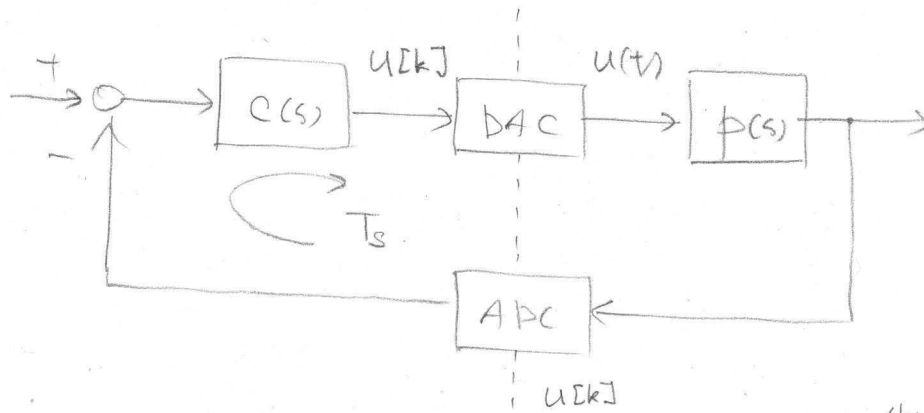 +
U[k]
U(t)
C(s)
DAC
P(s)
-
Ts
ADC
U[k]